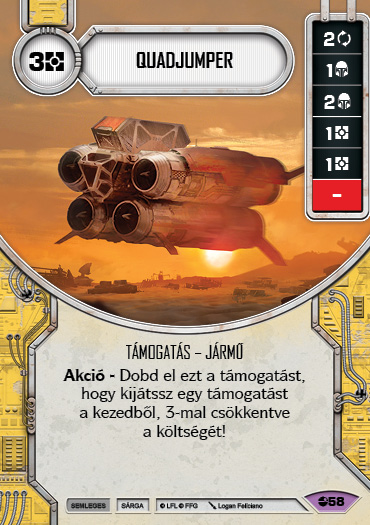 3
QUADJUMPER
2
1
2
1
1
-
TÁMOGATÁS – JÁRMŰ
Akció - Dobd el ezt a támogatást,
hogy kijátssz egy támogatást
a kezedből, 3-mal csökkentve
a költségét!
SEMLEGES SÁRGA © LFL © FFG Logan Feliciano 58